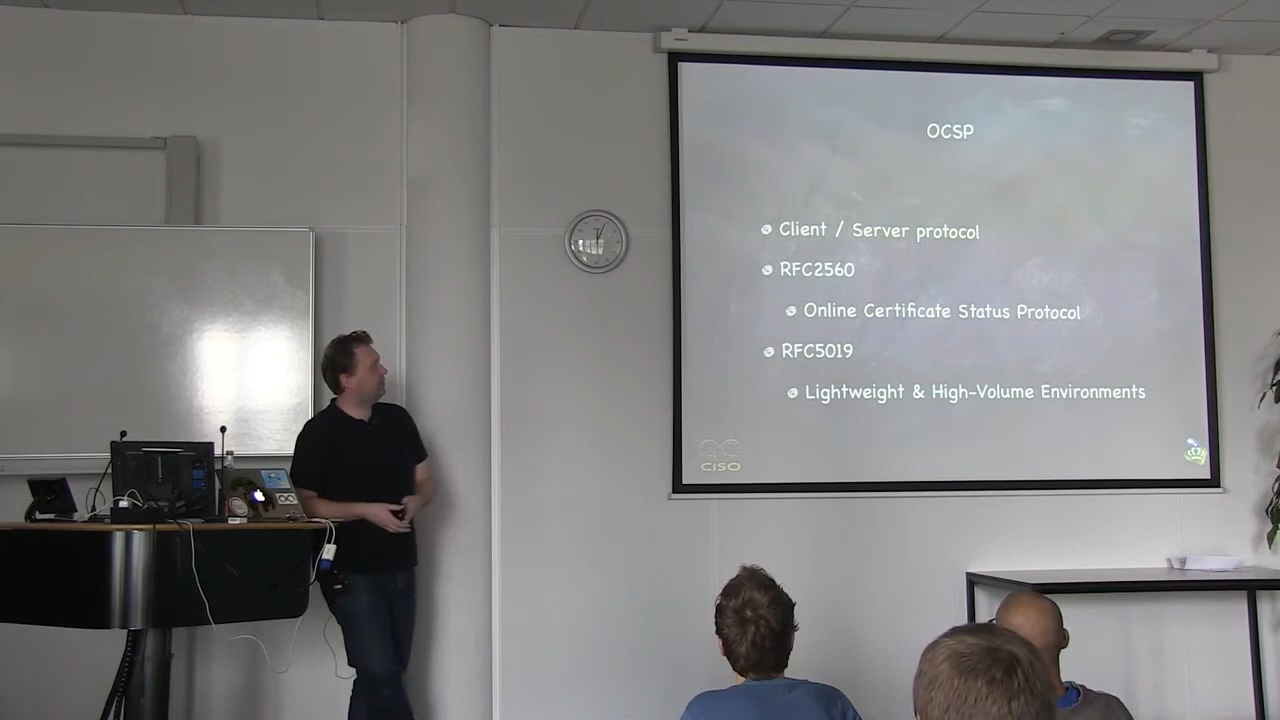 OCSP
Client / Server protocol
RFC2560
Online Certificate Status Protocol
RFC5019
Lightweight & High-Volume Environments
CISO